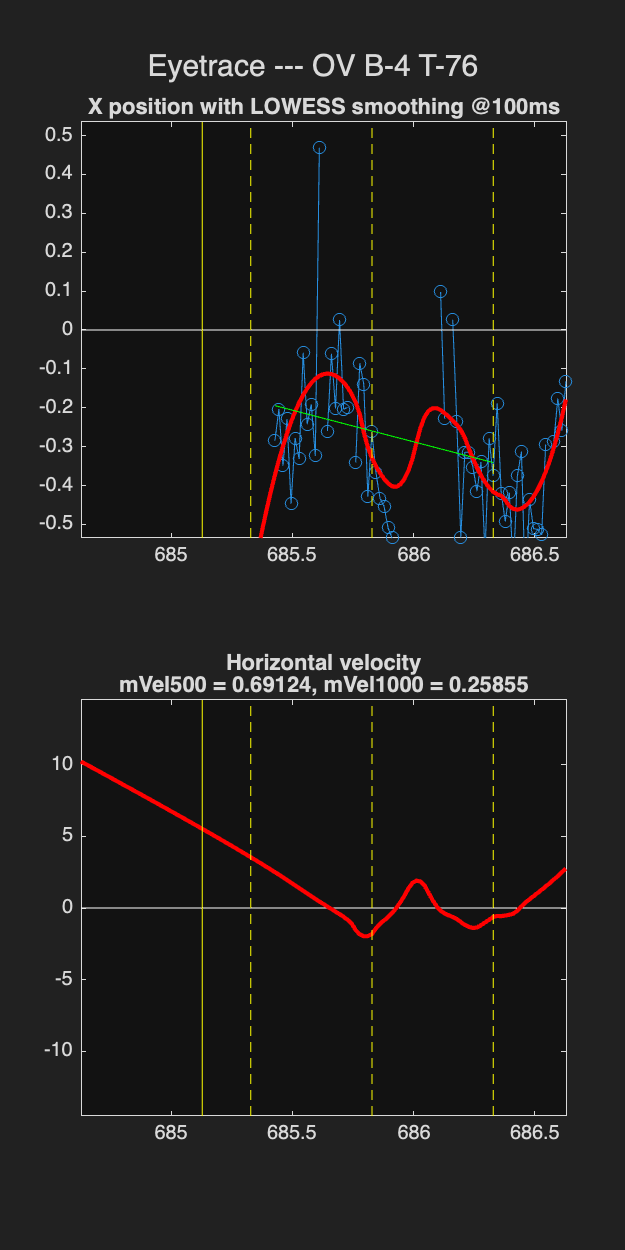 Eyetrace --- OV B-4 T-76
X position with LOWESS smoothing @100ms
0.5
0.4
0.3
0.2
0.1
0
-0.1
-0.2
-0.3
-0.4
-0.5
685 685.5 686 686.5
Horizontal velocity
mVel500 = 0.69124, mVel1000 = 0.25855
10
5
0
-5
-10
685 685.5 686 686.5